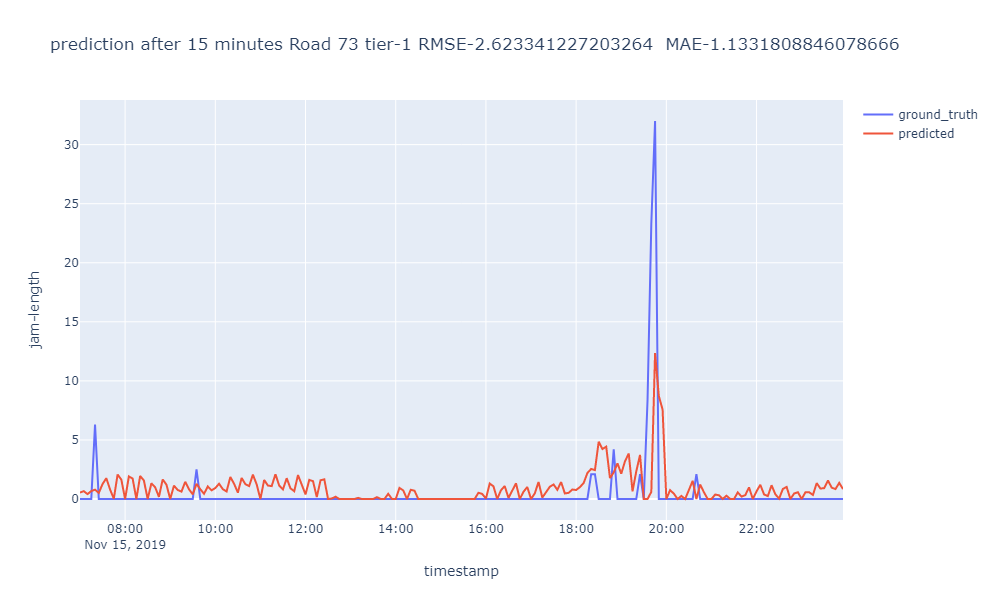 prediction after 15 minutes Road 73 tier-1 RMSE-2.623341227203264  MAE-1.1331808846078666
ground_truth
predicted
30
25
20
15
10
5
0
jam-length
08:00 10:00 12:00 14:00 16:00 18:00 20:00 22:00
Nov 15, 2019
timestamp